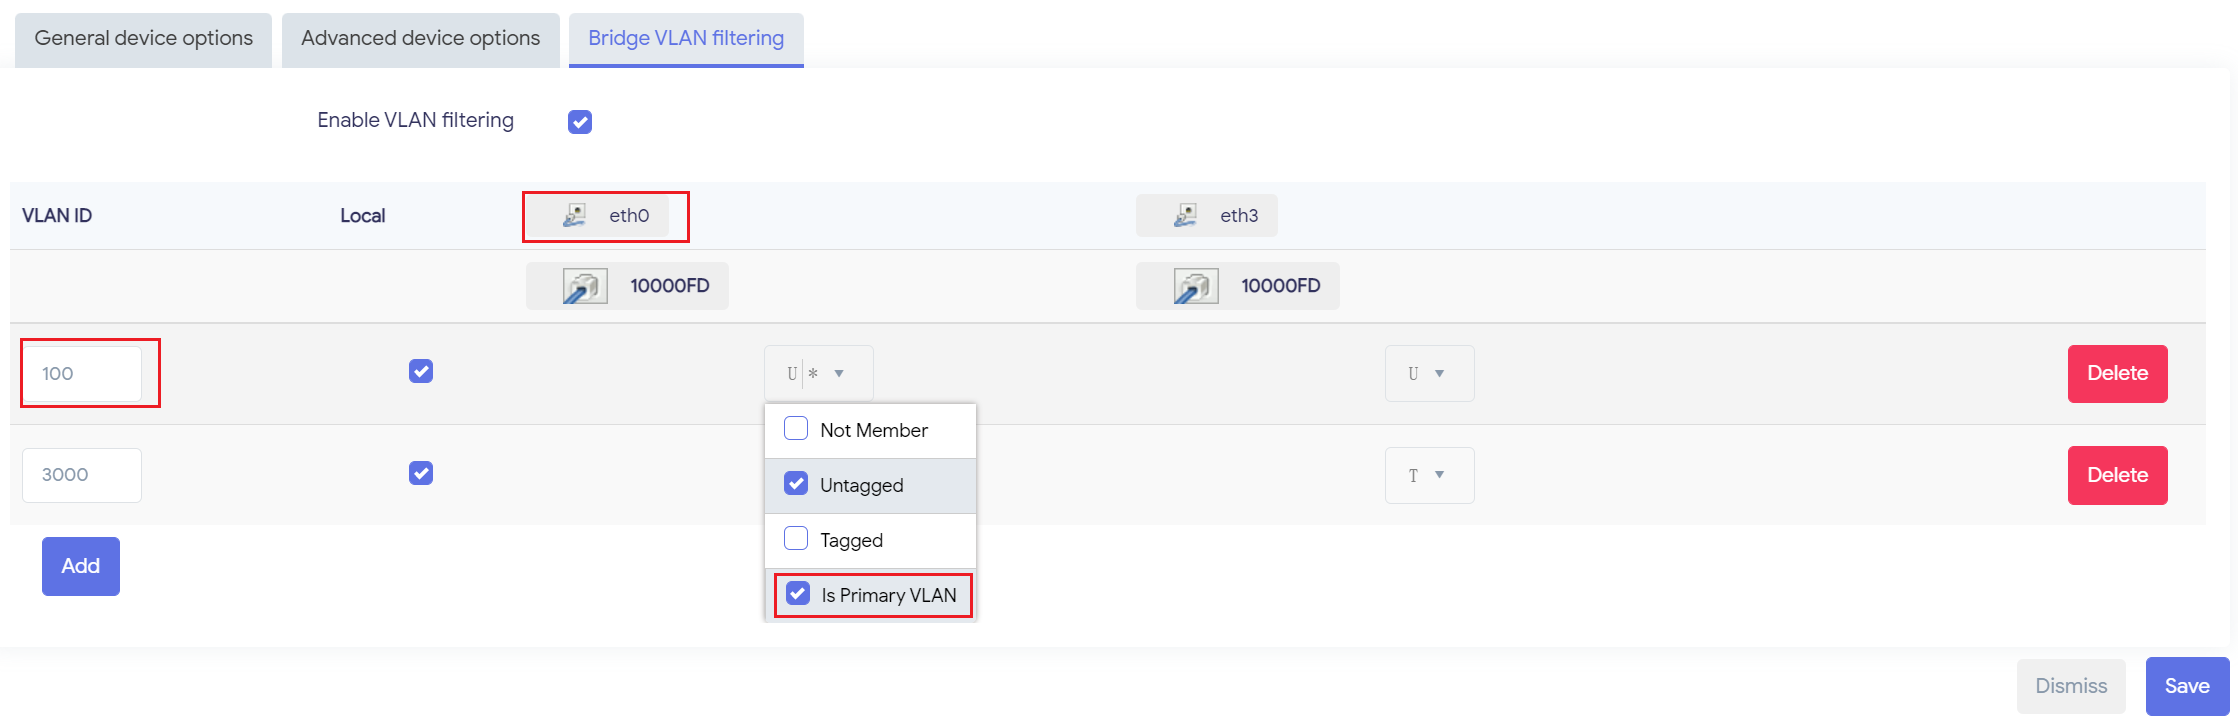 General device options Advanced device options Bridge VLAN filtering
Enable VLAN filtering
VLAN ID Local eth0 eth3
10000FD 10000FD
100 U * U Delete
Not Member
3000 T Delete
Untagged
Tagged
Add
Is Primary VLAN
Dismiss Save